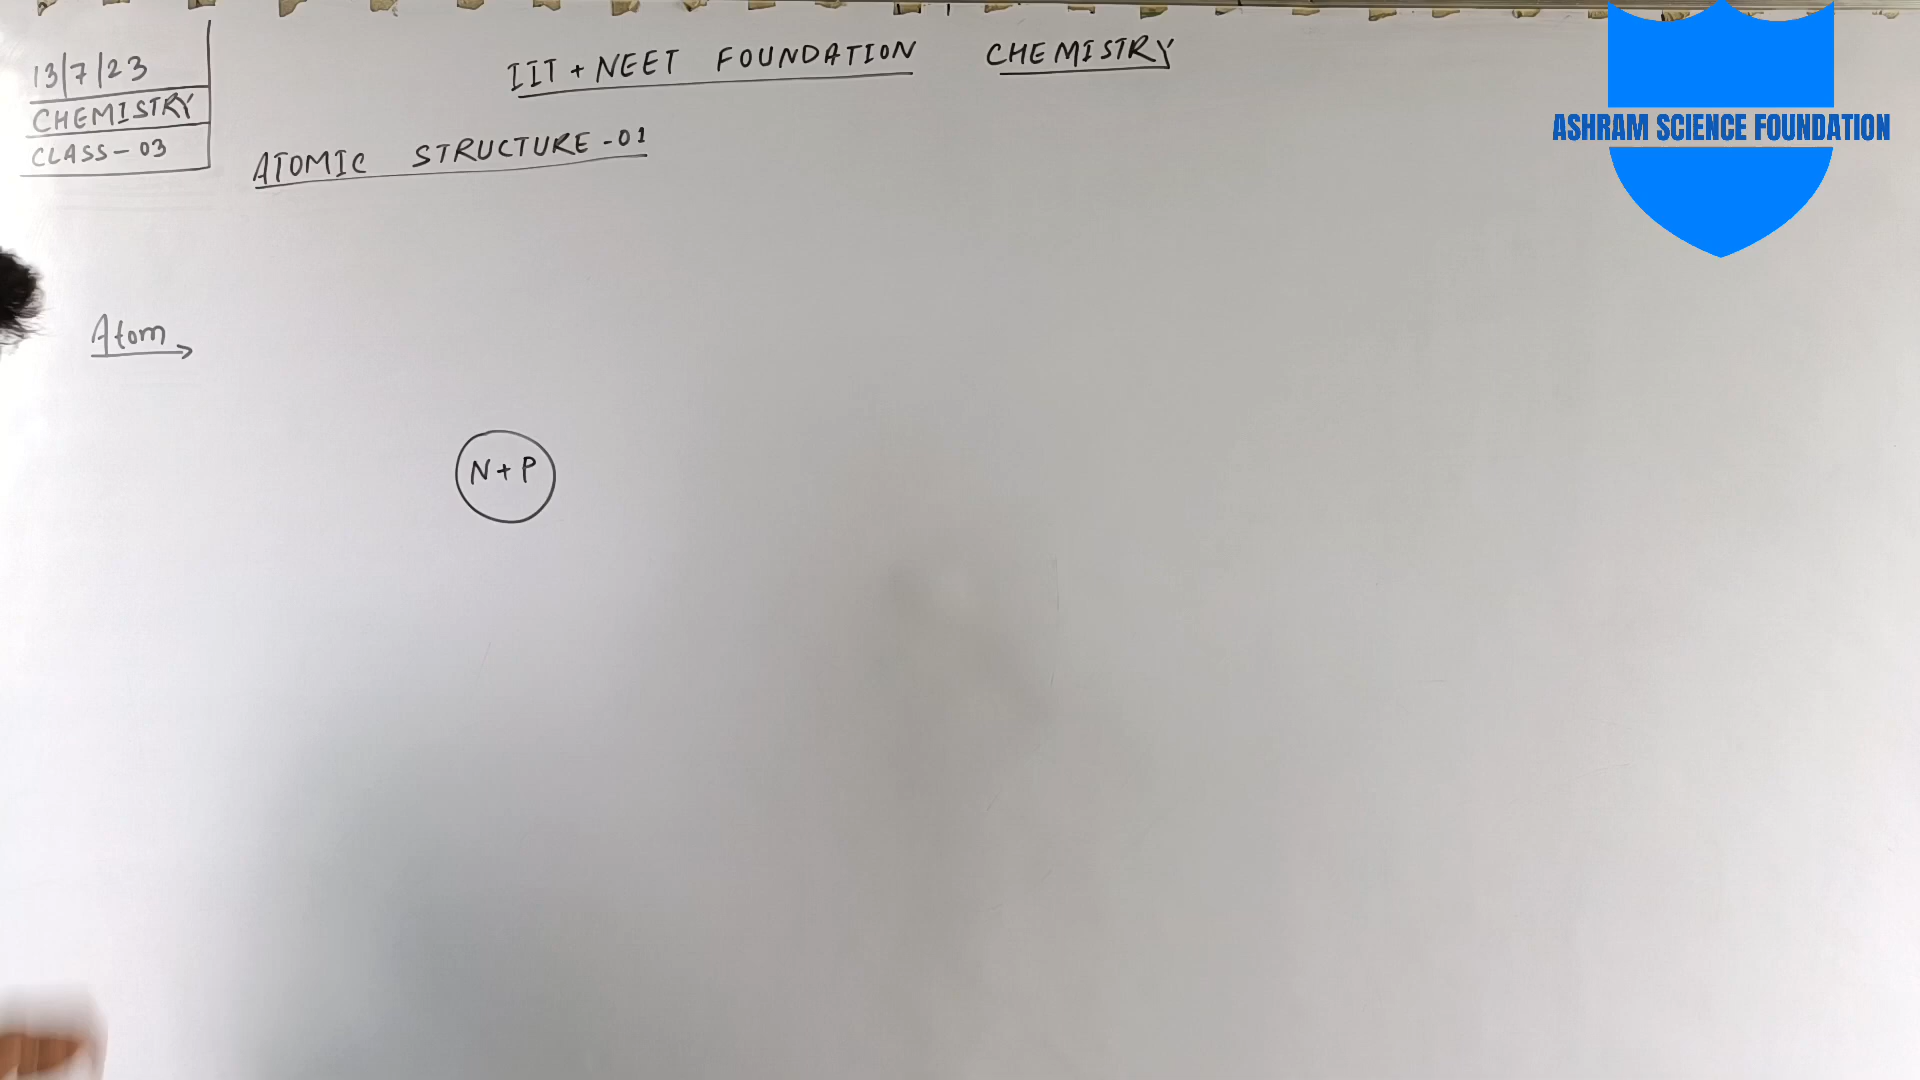 13/7/23
CHEMISTRY
CLASS-03
IIT + NEET FOUNDATION CHEMISTRY
ATOMIC STRUCTURE-01
ASHRAM SCIENCE FOUNDATION
Atom
N+P